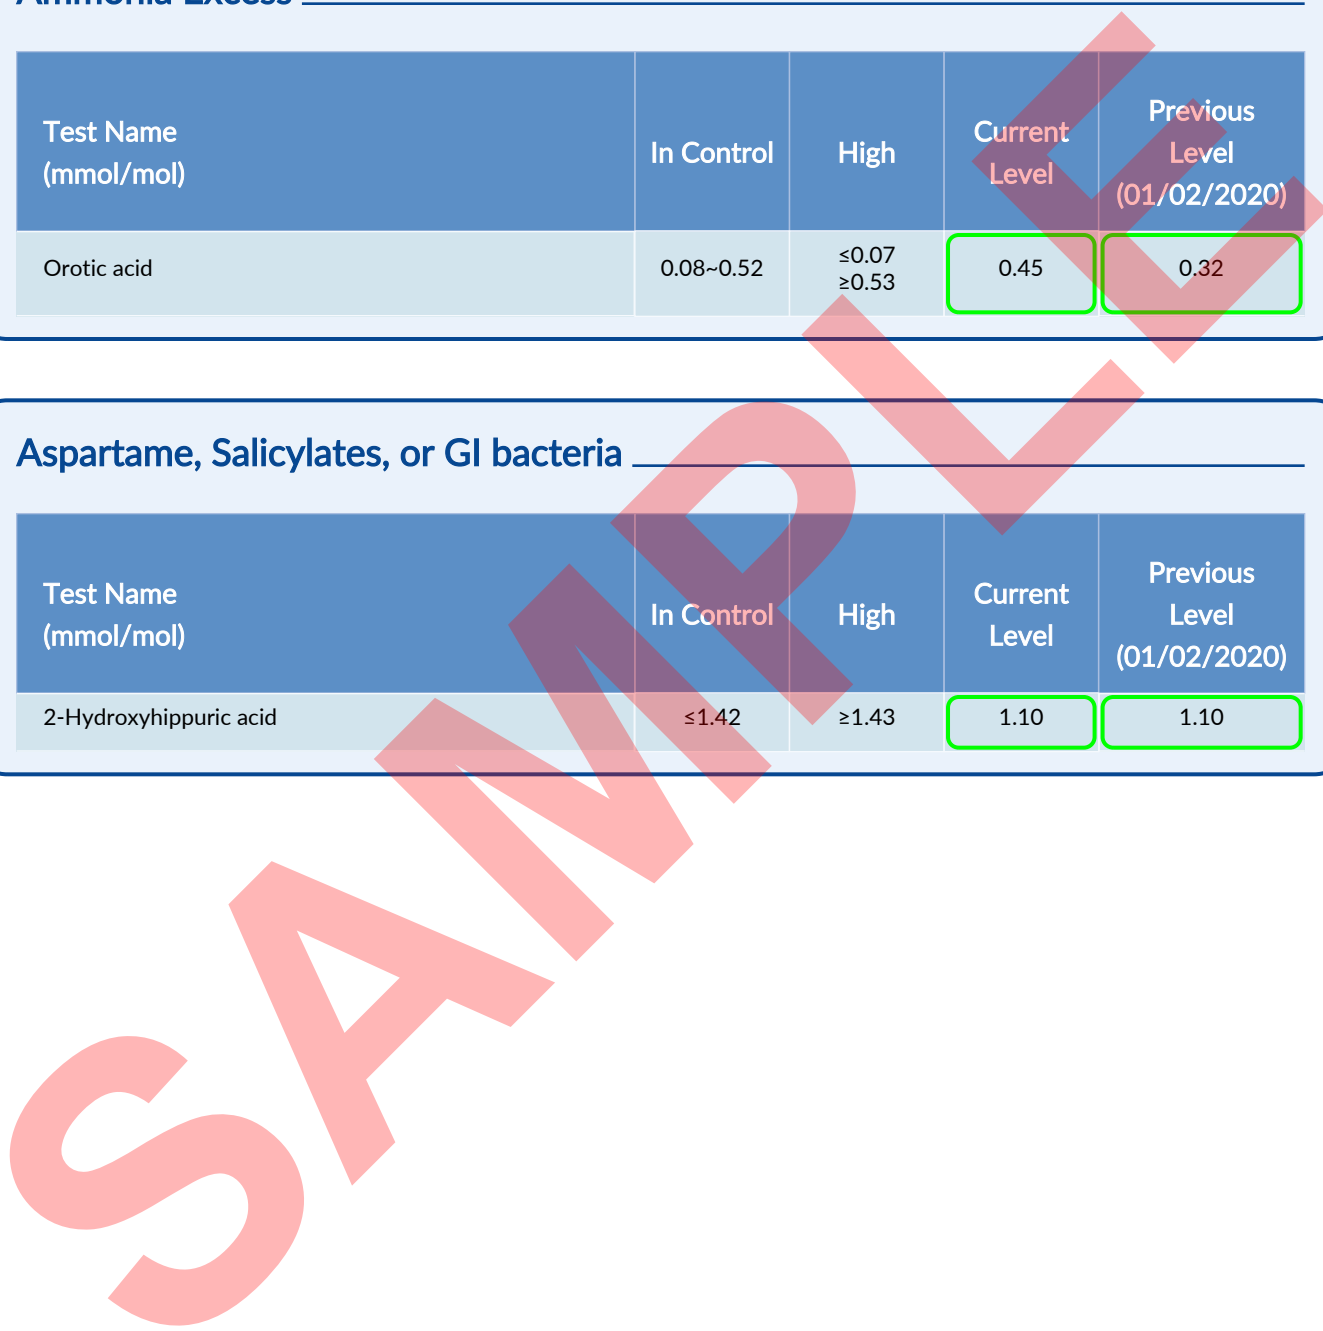 Ammonia Excess
Test Name
(mmol/mol)
In Control
High
Current
Level
Previous
Level
(01/02/2020)
Orotic acid
0.08~0.52
≤0.07
≥0.53
0.45
0.32
Aspartame, Salicylates, or GI bacteria
Test Name
(mmol/mol)
In Control
High
Current
Level
Previous
Level
(01/02/2020)
2-Hydroxyhippuric acid
≤1.42
≥1.43
1.10
1.10
SAMPLE